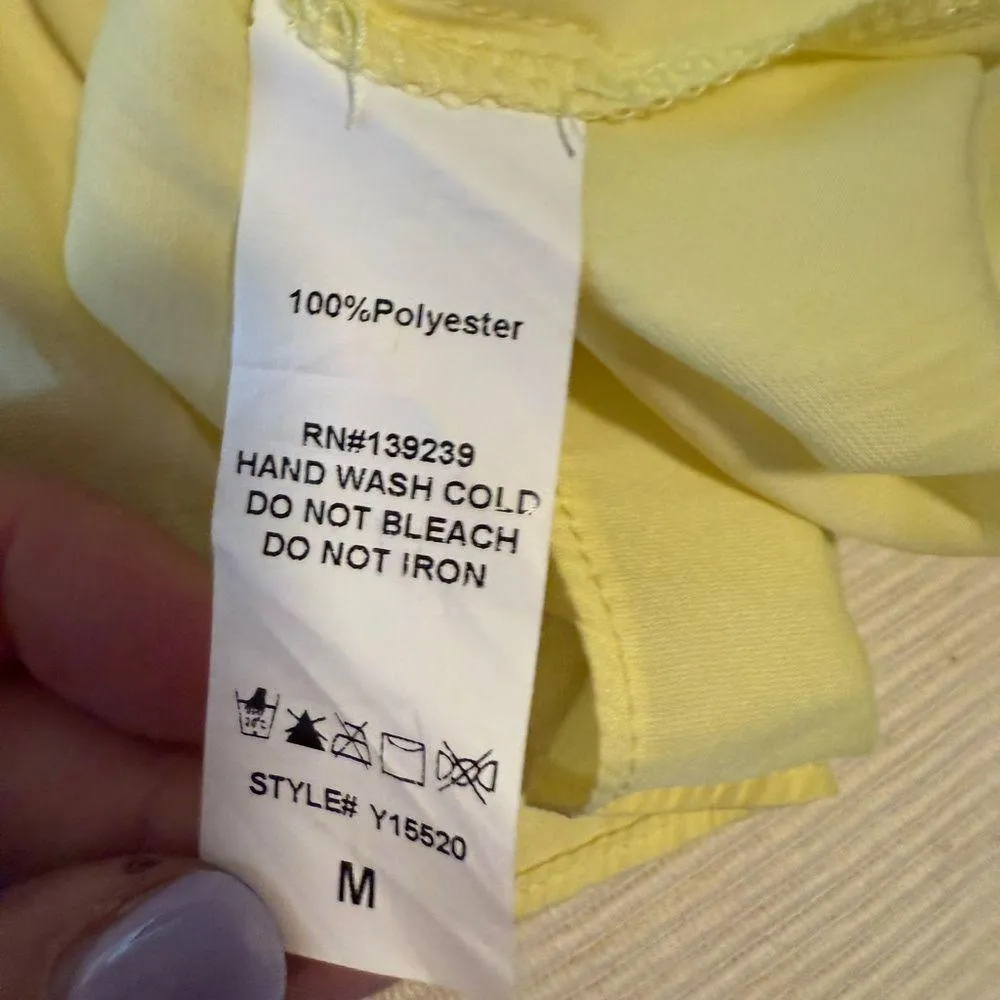 100%Polyester
RN#139239
HAND WASH COLD
DO NOT BLEACH
DO NOT IRON
STYLE# Y15520
M